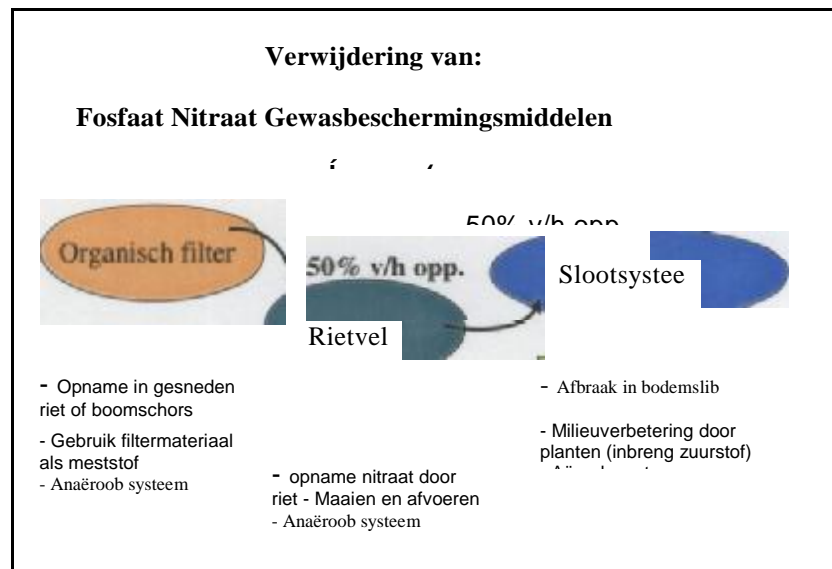 Verwijdering van:
Fosfaat Nitraat Gewasbeschermingsmiddelen
50% v/h opp.
Organisch filter
50% v/h opp.
Slootsystee
Rietvel
- Opname in gesneden
riet of boomschors
- Gebruik filtermateriaal
als meststof
- Anaëroob systeem
- opname nitraat door
riet - Maaien en afvoeren
- Anaëroob systeem
- Afbraak in bodemslib
- Milieuverbetering door
planten (inbreng zuurstof)